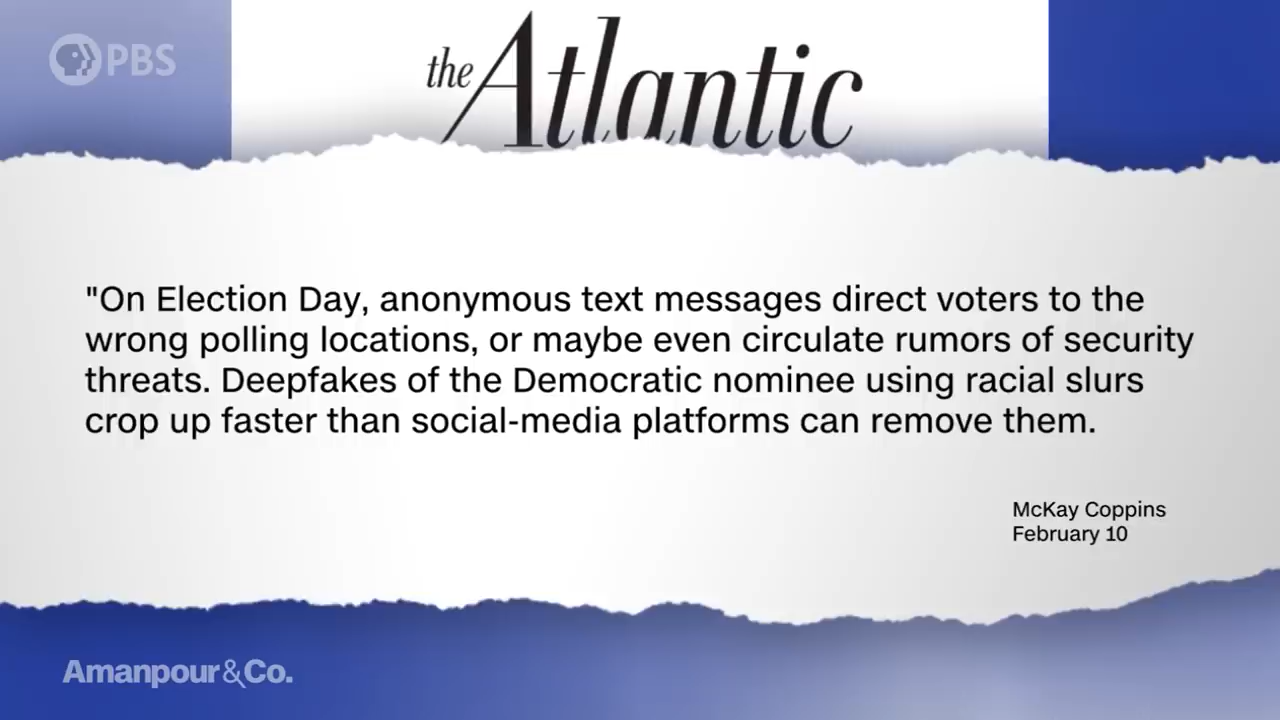 PBS
the Atlantic
"On Election Day, anonymous text messages direct voters to the
wrong polling locations, or maybe even circulate rumors of security
threats. Deepfakes of the Democratic nominee using racial slurs
crop up faster than social-media platforms can remove them.
McKay Coppins
February 10
Amanpour&Co.